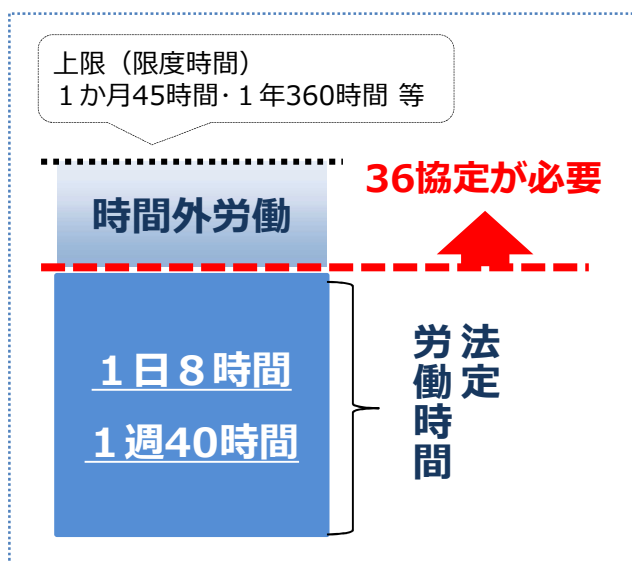 上限（限度時間）
１か月45時間･１年360時間 等
36協定が必要
時間外労働
１日８時間
１週40時間
法定
労働時間